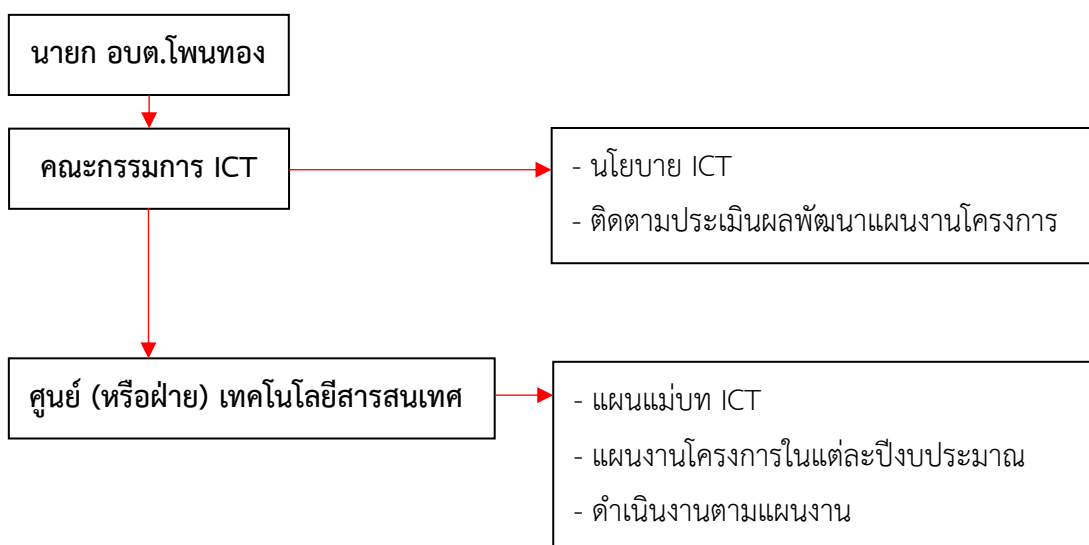 นายก อบต.โพนทอง
คณะกรรมการ ICT
- นโยบาย ICT
- ติดตามประเมินผลพัฒนาแผนงานโครงการ
ศูนย์ (หรือฝ่าย) เทคโนโลยีสารสนเทศ
- แผนแม่บท ICT
- แผนงานโครงการในแต่ละปีงบประมาณ
- ดำเนินงานตามแผนงาน